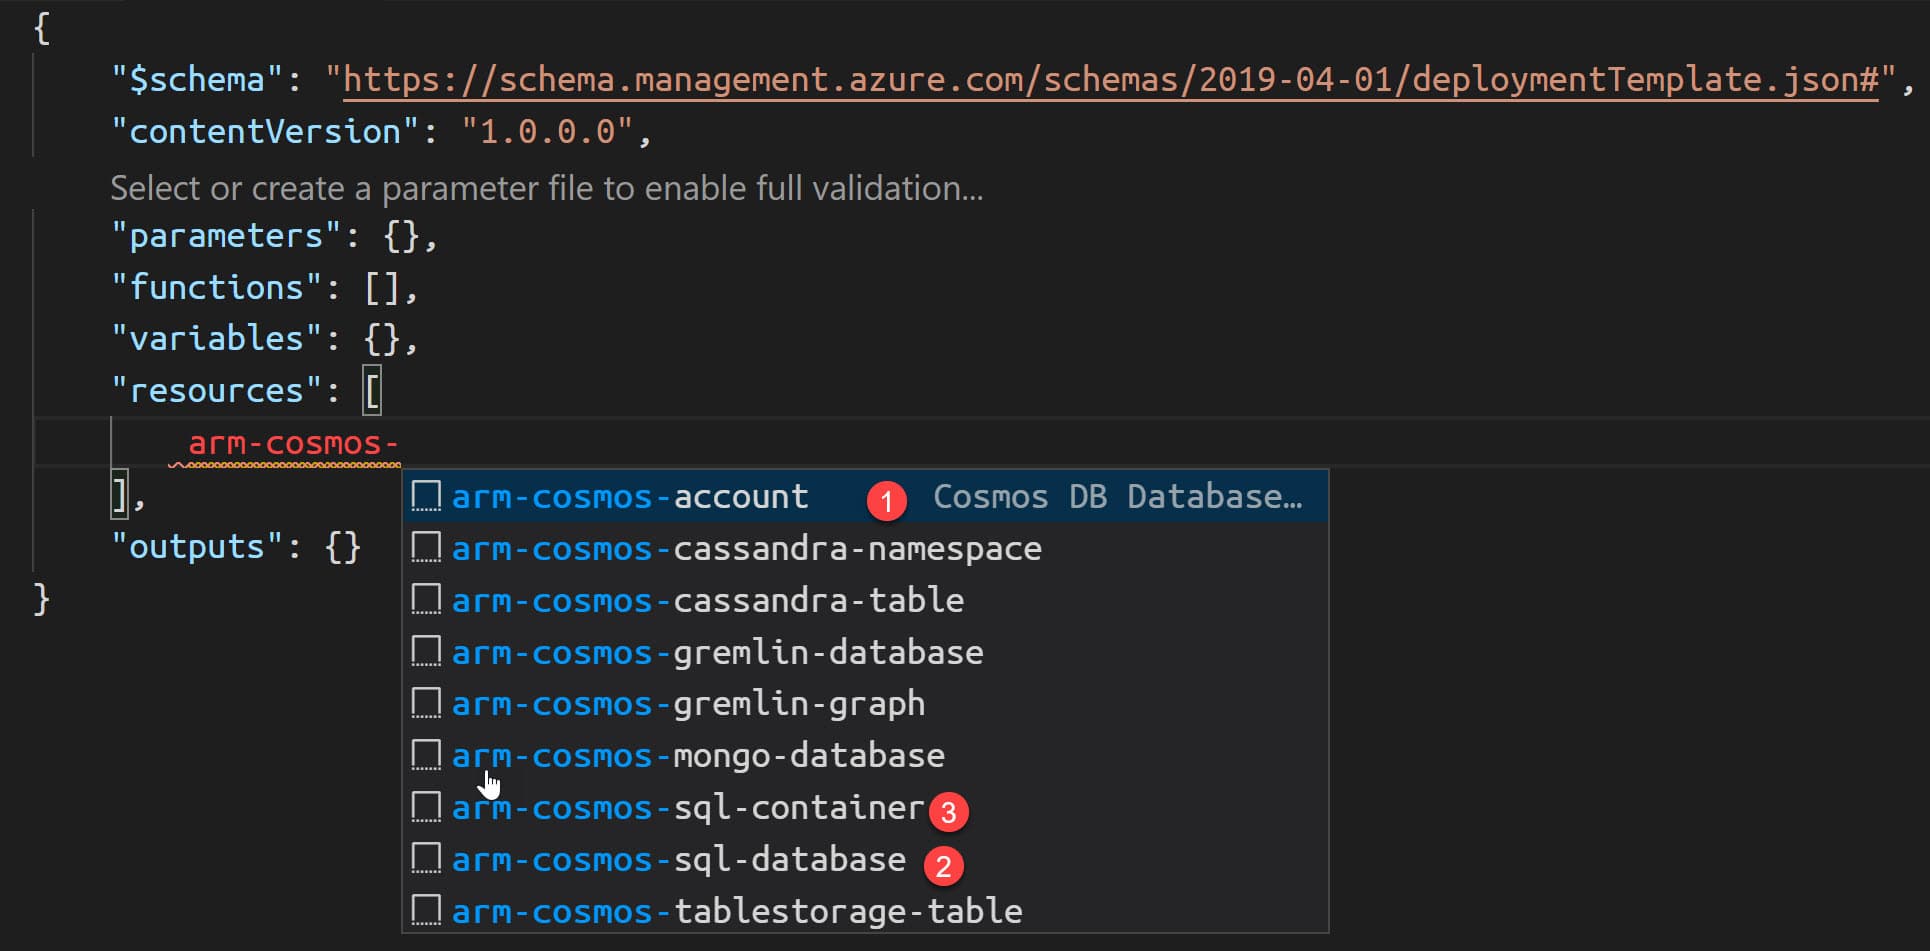 {
"$schema": "https://schema.management.azure.com/schemas/2019-04-01/deploymentTemplate.json#",
"contentVersion": "1.0.0.0",
Select or create a parameter file to enable full validation...
"parameters": {},
"functions": [],
"variables": {},
"resources": [
arm-cosmos-
],
"outputs": {}
}
arm-cosmos-account 1 Cosmos DB Database…
arm-cosmos-cassandra-namespace
arm-cosmos-cassandra-table
arm-cosmos-gremlin-database
arm-cosmos-gremlin-graph
arm-cosmos-mongo-database
arm-cosmos-sql-container 3
arm-cosmos-sql-database 2
arm-cosmos-tablestorage-table